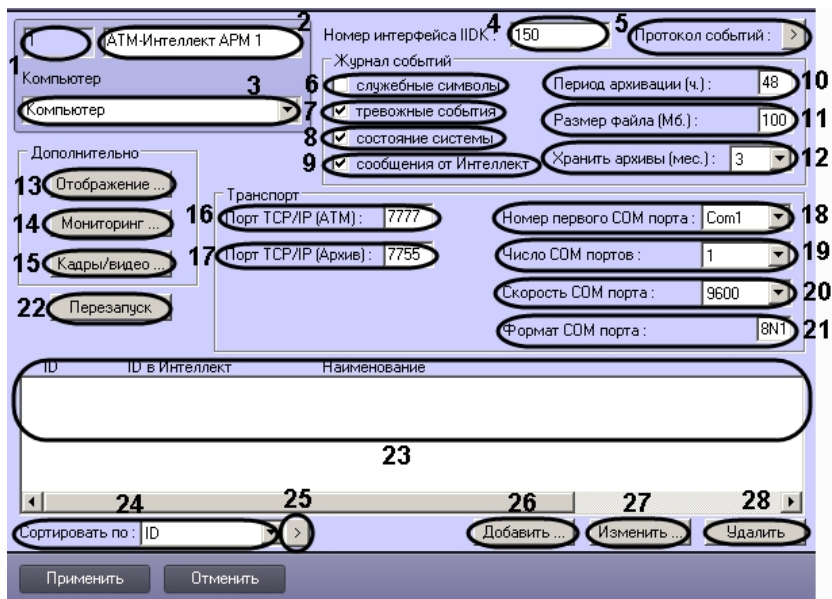 1 АТМ-Интеллект АРМ 1 2
1
Компьютер
3
Компьютер
4
Номер интерфейса IIDK : 150
5 Протокол событий : >
Журнал событий
6 служебные символы
7 тревожные события
8 состояние системы
9 сообщения от Интеллект
Период архивации (ч.) : 48 10
Размер файла (Мб.) : 100 11
Хранить архивы (мес.) : 3 12
Дополнительно
13 Отображение ...
14 Мониторинг ...
15 Кадры/видео ...
22 Перезапуск
Транспорт
16 Порт TCP/IP (АТМ) : 7777
17 Порт TCP/IP (Архив) : 7755
Номер первого COM порта : Com1 18
Число COM портов : 1 19
Скорость COM порта : 9600 20
Формат COM порта : 8N1 21
ID ID в Интеллект Наименование
23
24 25 26 27 28
Сортировать по : ID > Добавить ... Изменить ... Удалить
Применить Отменить